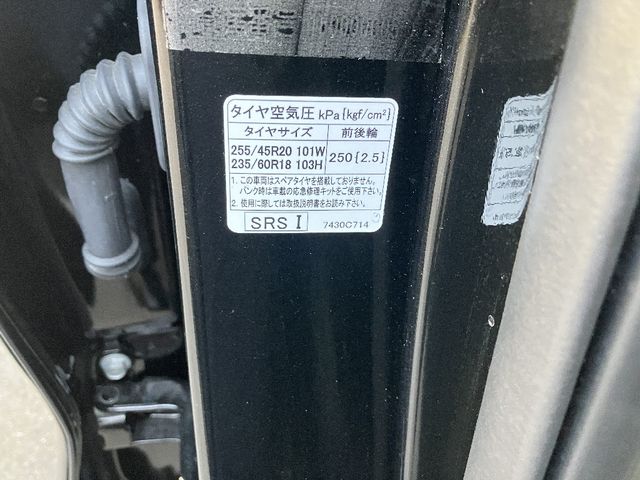 タイヤ空気圧 kPa{kgf/cm²}
タイヤサイズ 前後輪
255/45R20 101W 250{2.5}
235/60R18 103H
1. この車両はスペアタイヤを搭載しておりません。
パンク時は車載の応急修理キットをご使用下さい。
2. 使用に際しては取扱説明書をお読み下さい。
SRS I 7430C714